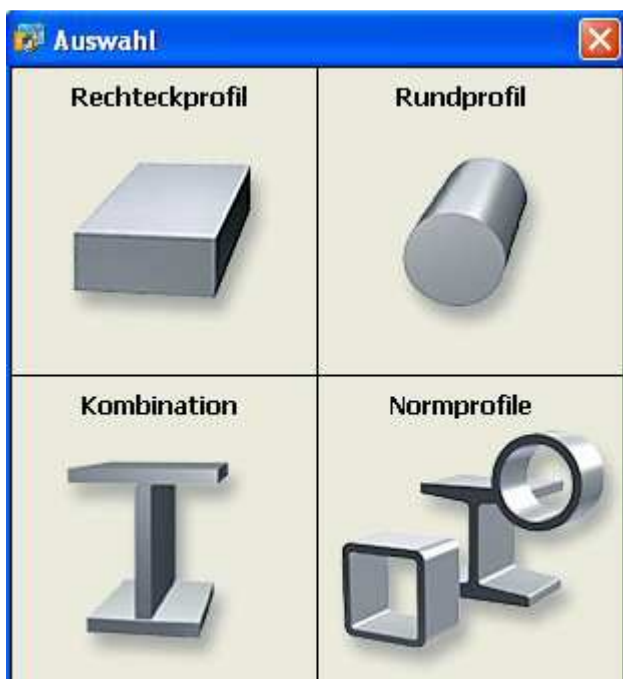 Auswahl
Rechteckprofil
Rundprofil
Kombination
Normprofile